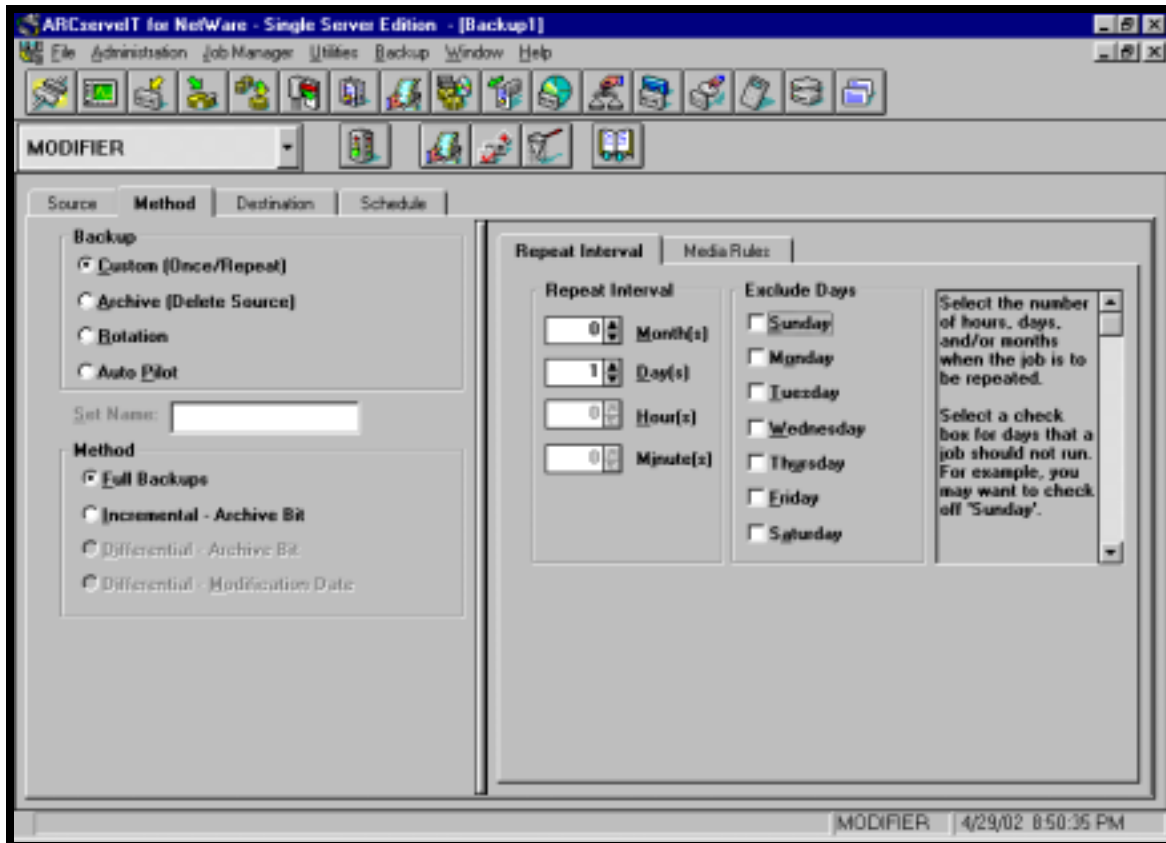 ARCserveIT for NetWare - Single Server Edition - [Backup1]
File Administration Job Manager Utilities Backup Window Help
MODIFIER
Source Method Destination Schedule
Backup
Custom (Once/Repeat)
Archive (Delete Source)
Rotation
Auto Pilot
Set Name:
Method
Full Backups
Incremental - Archive Bit
Differential - Archive Bit
Differential - Modification Date
Repeat Interval Media Rules
Repeat Interval
0 Month(s)
1 Day(s)
0 Hour(s)
0 Minute(s)
Exclude Days
Sunday
Monday
Tuesday
Wednesday
Thursday
Friday
Saturday
Select the number
of hours, days,
and/or months
when the job is to
be repeated.
Select a check
box for days that a
job should not run.
For example, you
may want to check
off 'Sunday'.
MODIFIER 4/29/02 8:50:35 PM